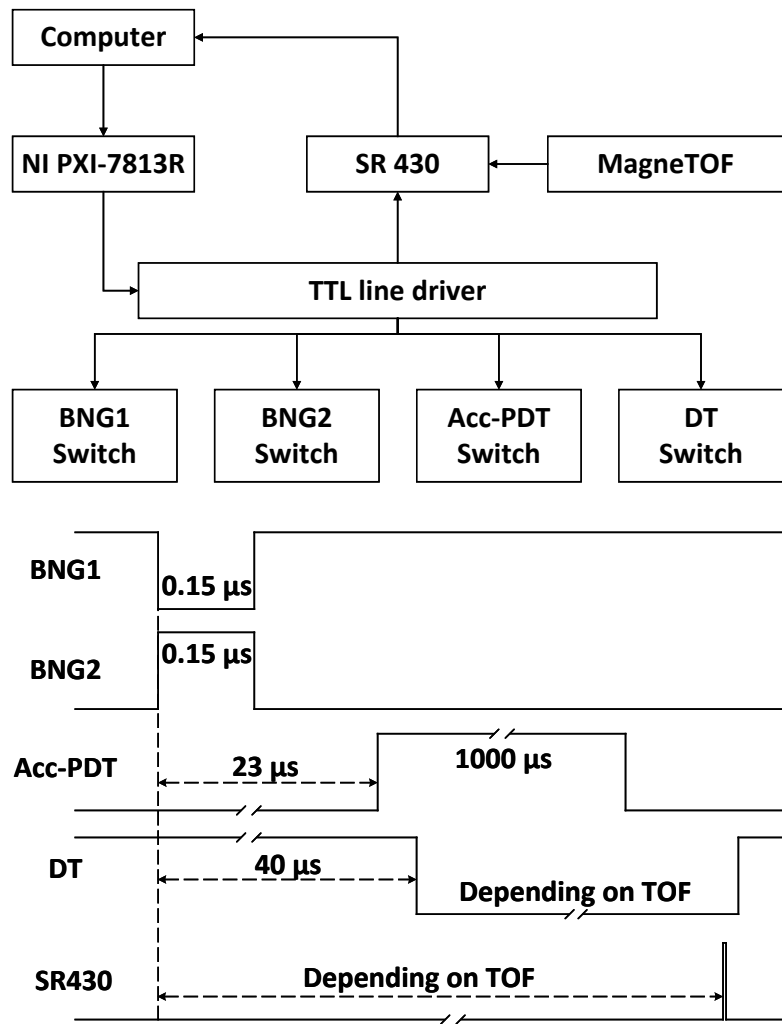 Computer
NI PXI-7813R
SR 430
MagneTOF
TTL line driver
BNG1
Switch
BNG2
Switch
Acc-PDT
Switch
DT
Switch
BNG1
0.15 μs
BNG2
0.15 μs
Acc-PDT
23 μs
1000 μs
DT
40 μs
Depending on TOF
SR430
Depending on TOF